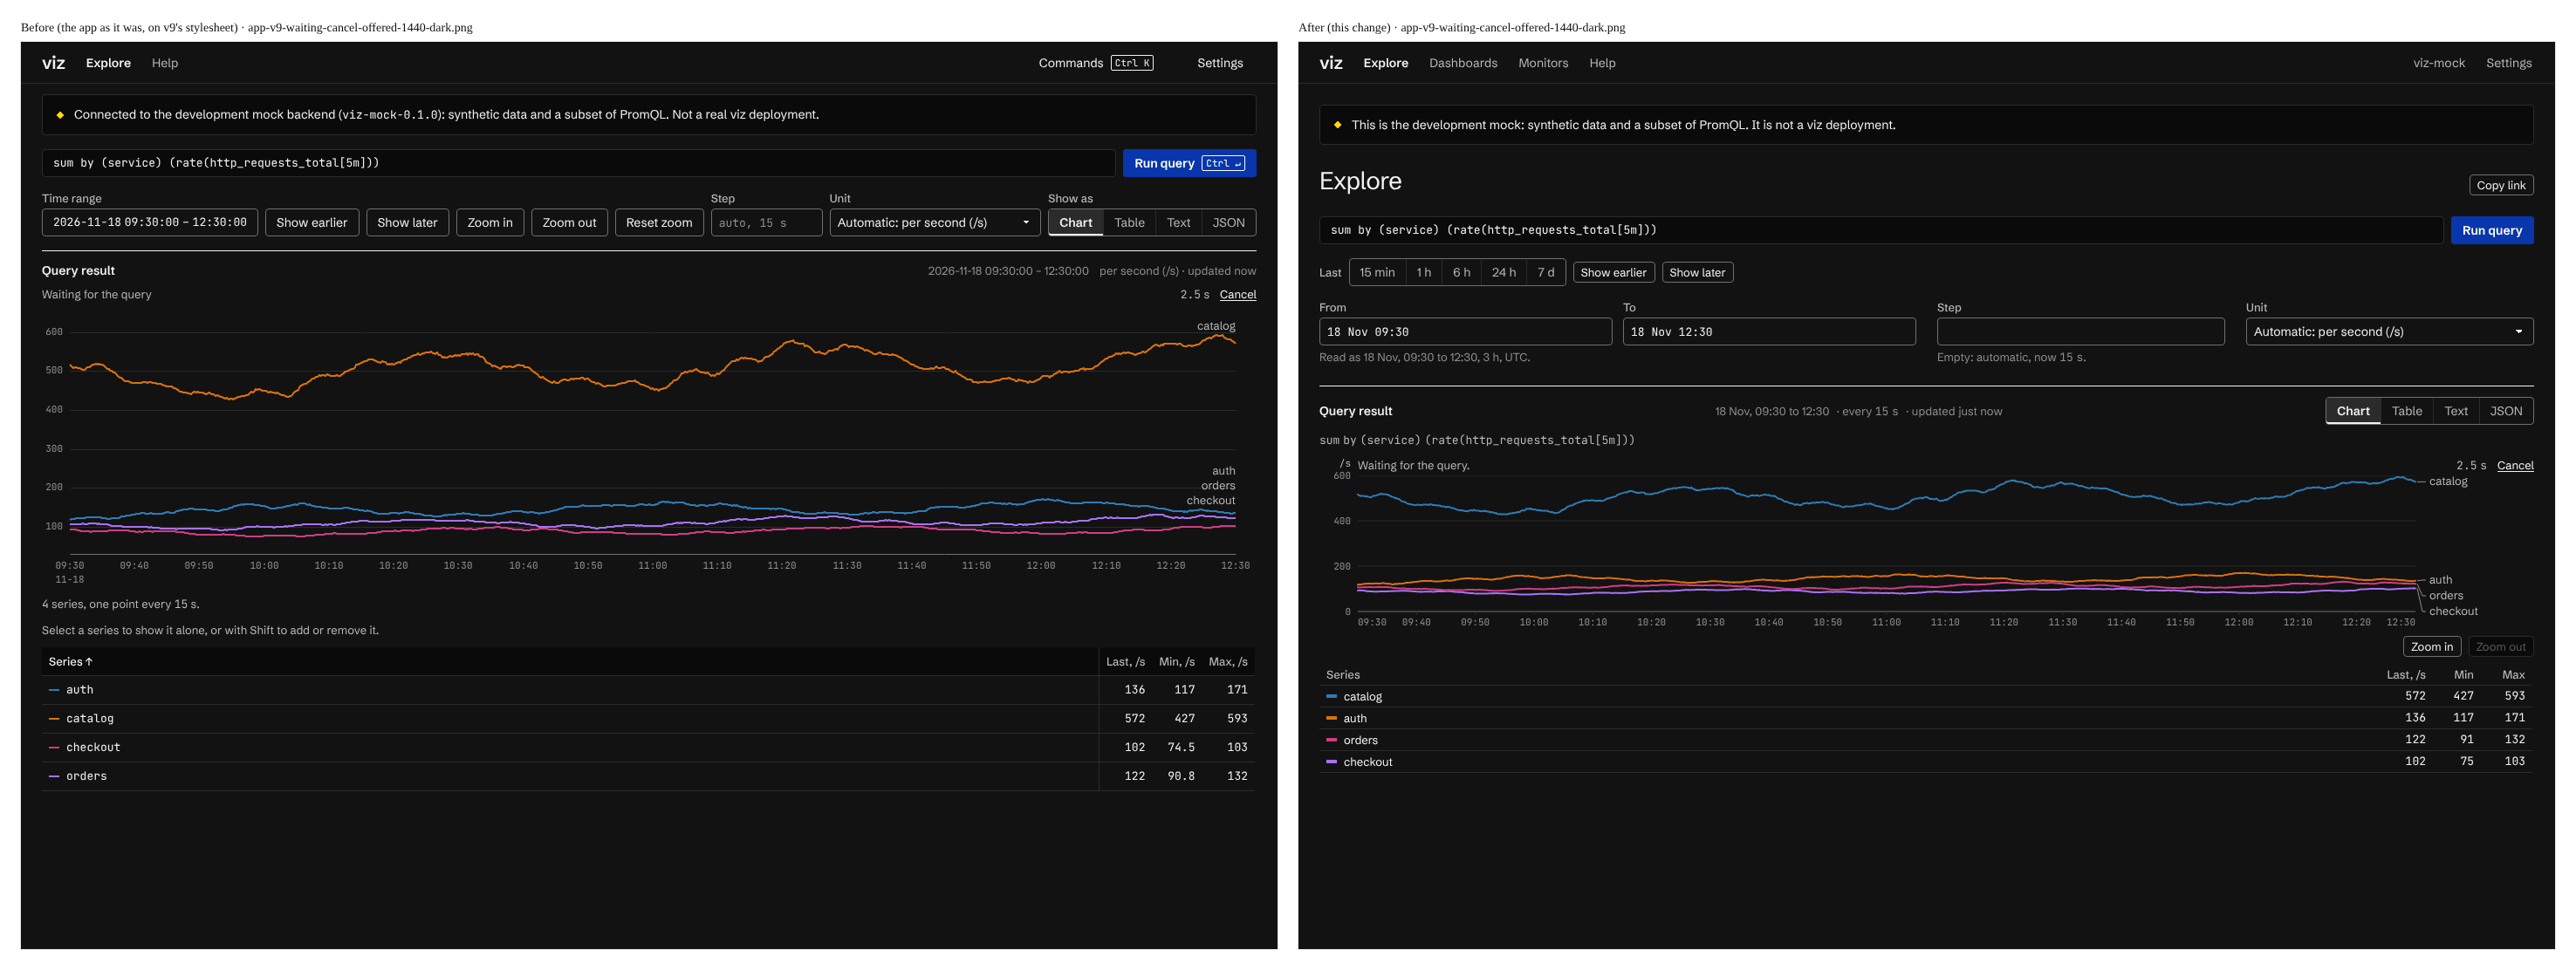 Before (the app as it was, on v9's stylesheet) · app-v9-waiting-cancel-offered-1440-dark.png
viz Explore Help Commands Ctrl K Settings
Connected to the development mock backend (viz-mock-0.1.0): synthetic data and a subset of PromQL. Not a real viz deployment.
sum by (service) (rate(http_requests_total[5m])) Run query Ctrl ↵
Time range Step Unit Show as
2026-11-18 09:30:00 – 12:30:00 Show earlier Show later Zoom in Zoom out Reset zoom auto, 15 s Automatic: per second (/s) Chart Table Text JSON
Query result 2026-11-18 09:30:00 – 12:30:00 per second (/s) · updated now
Waiting for the query 2.5 s Cancel
catalog
600
500
400
300
auth
200 orders
checkout
100
09:30 09:40 09:50 10:00 10:10 10:20 10:30 10:40 10:50 11:00 11:10 11:20 11:30 11:40 11:50 12:00 12:10 12:20 12:30
11-18
4 series, one point every 15 s.
Select a series to show it alone, or with Shift to add or remove it.
Series ↑ Last, /s Min, /s Max, /s
auth 136 117 171
catalog 572 427 593
checkout 102 74.5 103
orders 122 90.8 132
After (this change) · app-v9-waiting-cancel-offered-1440-dark.png
viz Explore Dashboards Monitors Help viz-mock Settings
This is the development mock: synthetic data and a subset of PromQL. It is not a viz deployment.
Explore Copy link
sum by (service) (rate(http_requests_total[5m])) Run query
Last 15 min 1 h 6 h 24 h 7 d Show earlier Show later
From To Step Unit
18 Nov 09:30 18 Nov 12:30 Automatic: per second (/s)
Read as 18 Nov, 09:30 to 12:30, 3 h, UTC. Empty: automatic, now 15 s.
Query result 18 Nov, 09:30 to 12:30 · every 15 s · updated just now Chart Table Text JSON
sum by (service) (rate(http_requests_total[5m]))
/s Waiting for the query. 2.5 s Cancel
600
catalog
400
200
auth
orders
0 checkout
09:30 09:40 09:50 10:00 10:10 10:20 10:30 10:40 10:50 11:00 11:10 11:20 11:30 11:40 11:50 12:00 12:10 12:20 12:30
Zoom in Zoom out
Series Last, /s Min Max
catalog 572 427 593
auth 136 117 171
orders 122 91 132
checkout 102 75 103